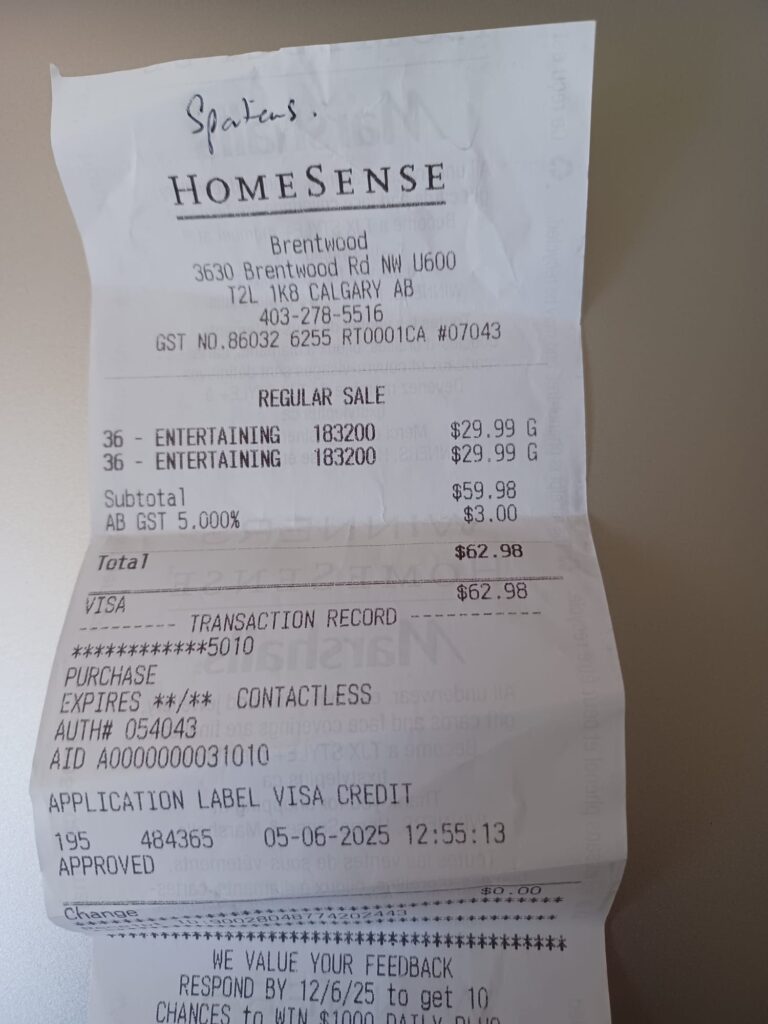 HOMESENSE
Brentwood
3630 Brentwood Rd NW U600
T2L 1K8 CALGARY AB
403-278-5516
GST NO.86032 6255 RT0001CA #07043
REGULAR SALE
36 - ENTERTAINING 183200 $29.99 G
36 - ENTERTAINING 183200 $29.99 G
Subtotal $59.98
AB GST 5.000% $3.00
Total $62.98
VISA $62.98
--------- TRANSACTION RECORD -----------
************5010
PURCHASE
EXPIRES **/** CONTACTLESS
AUTH# 054043
AID A0000000031010
APPLICATION LABEL VISA CREDIT
195 484365 05-06-2025 12:55:13
APPROVED
Change $0.00
WE VALUE YOUR FEEDBACK
RESPOND BY 12/6/25 to get 10
CHANCES to WIN $1000 DAILY PLUS